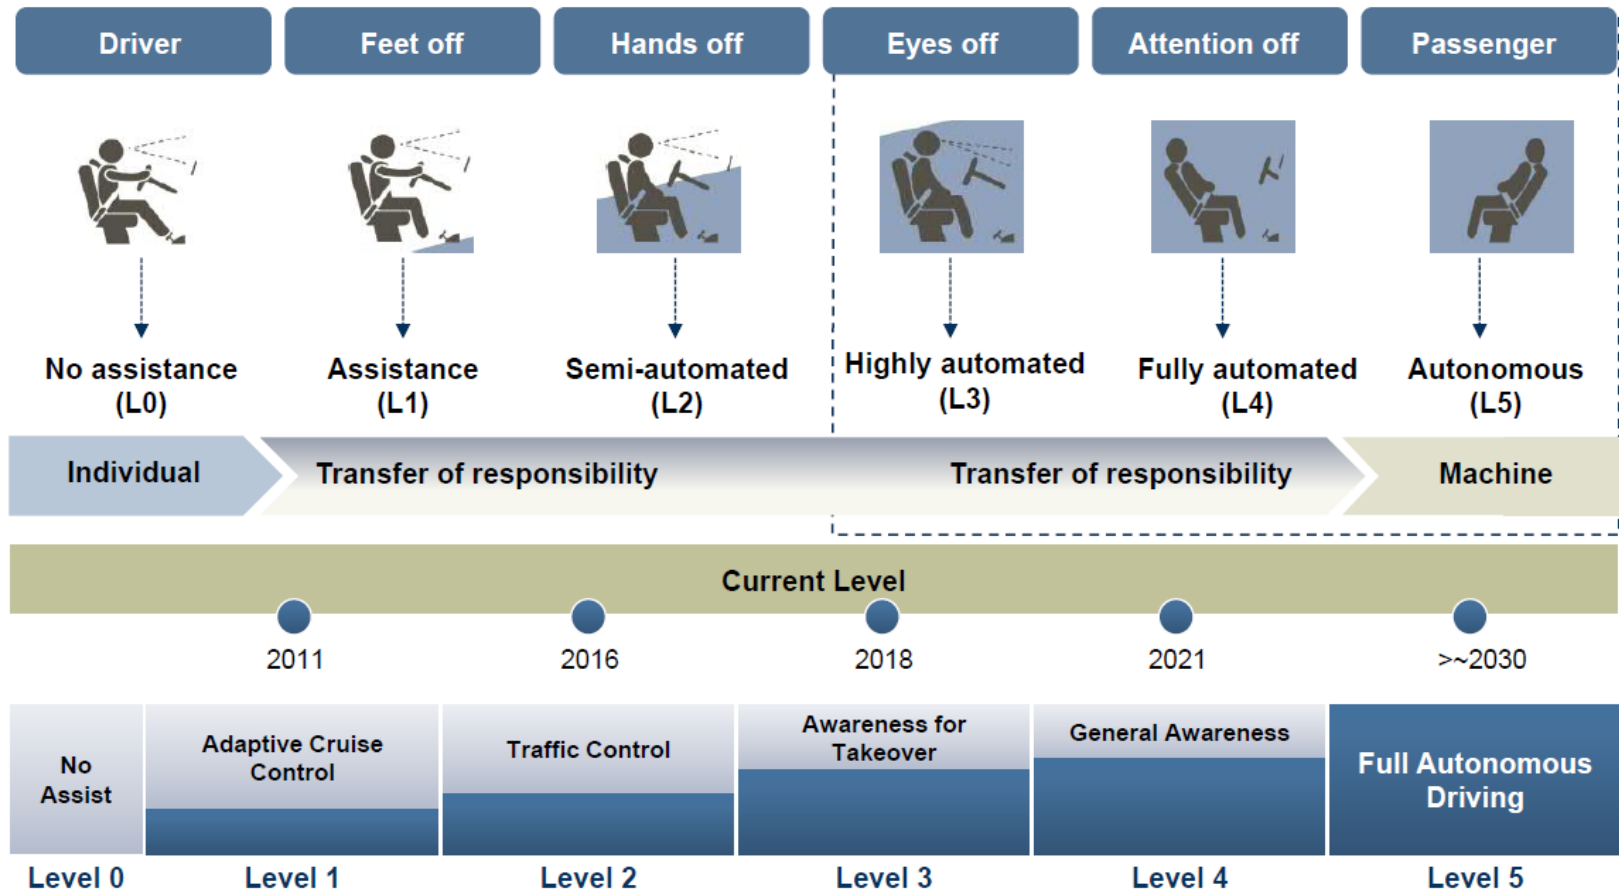 Driver
Feet off
Hands off
Eyes off
Attention off
Passenger
No assistance
(L0)
Assistance
(L1)
Semi-automated
(L2)
Highly automated
(L3)
Fully automated
(L4)
Autonomous
(L5)
Individual
Transfer of responsibility
Transfer of responsibility
Machine
Current Level
2011
2016
2018
2021
>~2030
No
Assist
Adaptive Cruise
Control
Traffic Control
Awareness for
Takeover
General Awareness
Full Autonomous
Driving
Level 0
Level 1
Level 2
Level 3
Level 4
Level 5